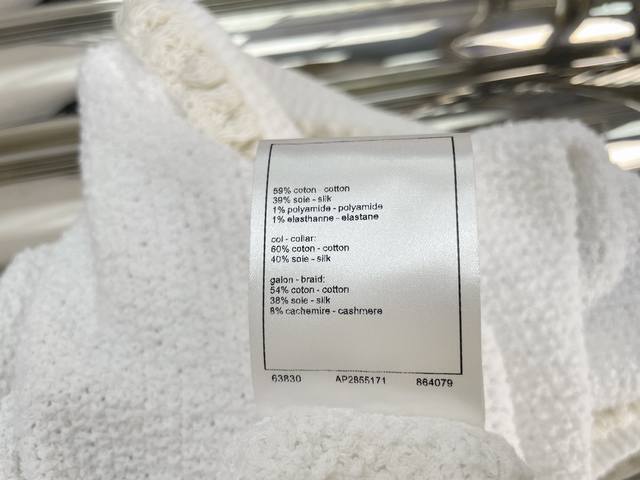 59% coton - cotton
39% soie - silk
1% polyamide - polyamide
1% elasthanne - elastane
col - collar:
60% coton - cotton
40% soie - silk
galon - braid:
54% coton - cotton
38% soie - silk
8% cachemire - cashmere
63830 AP2855171 864079